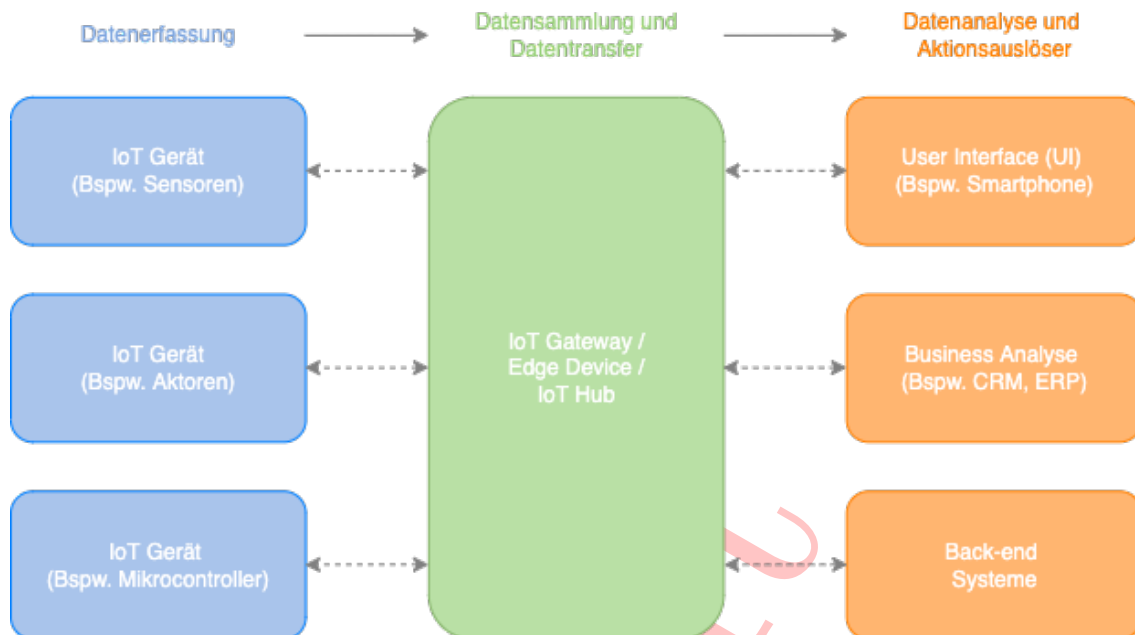 Datenerfassung
Datensammlung und
Datentransfer
Datenanalyse und
Aktionsauslöser
IoT Gerät
(Bspw. Sensoren)
User Interface (UI)
(Bspw. Smartphone)
IoT Gerät
(Bspw. Aktoren)
IoT Gateway /
Edge Device /
IoT Hub
Business Analyse
(Bspw. CRM, ERP)
IoT Gerät
(Bspw. Mikrocontroller)
Back-end
Systeme